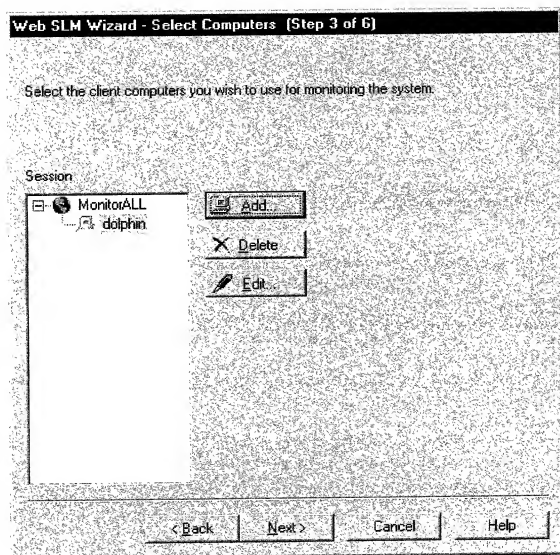 Web SLM Wizard - Select Computers (Step 3 of 6)
Select the client computers you wish to use for monitoring the system.
Session
MonitorALL
dolphin
Add...
Delete
Edit...
< Back
Next >
Cancel
Help